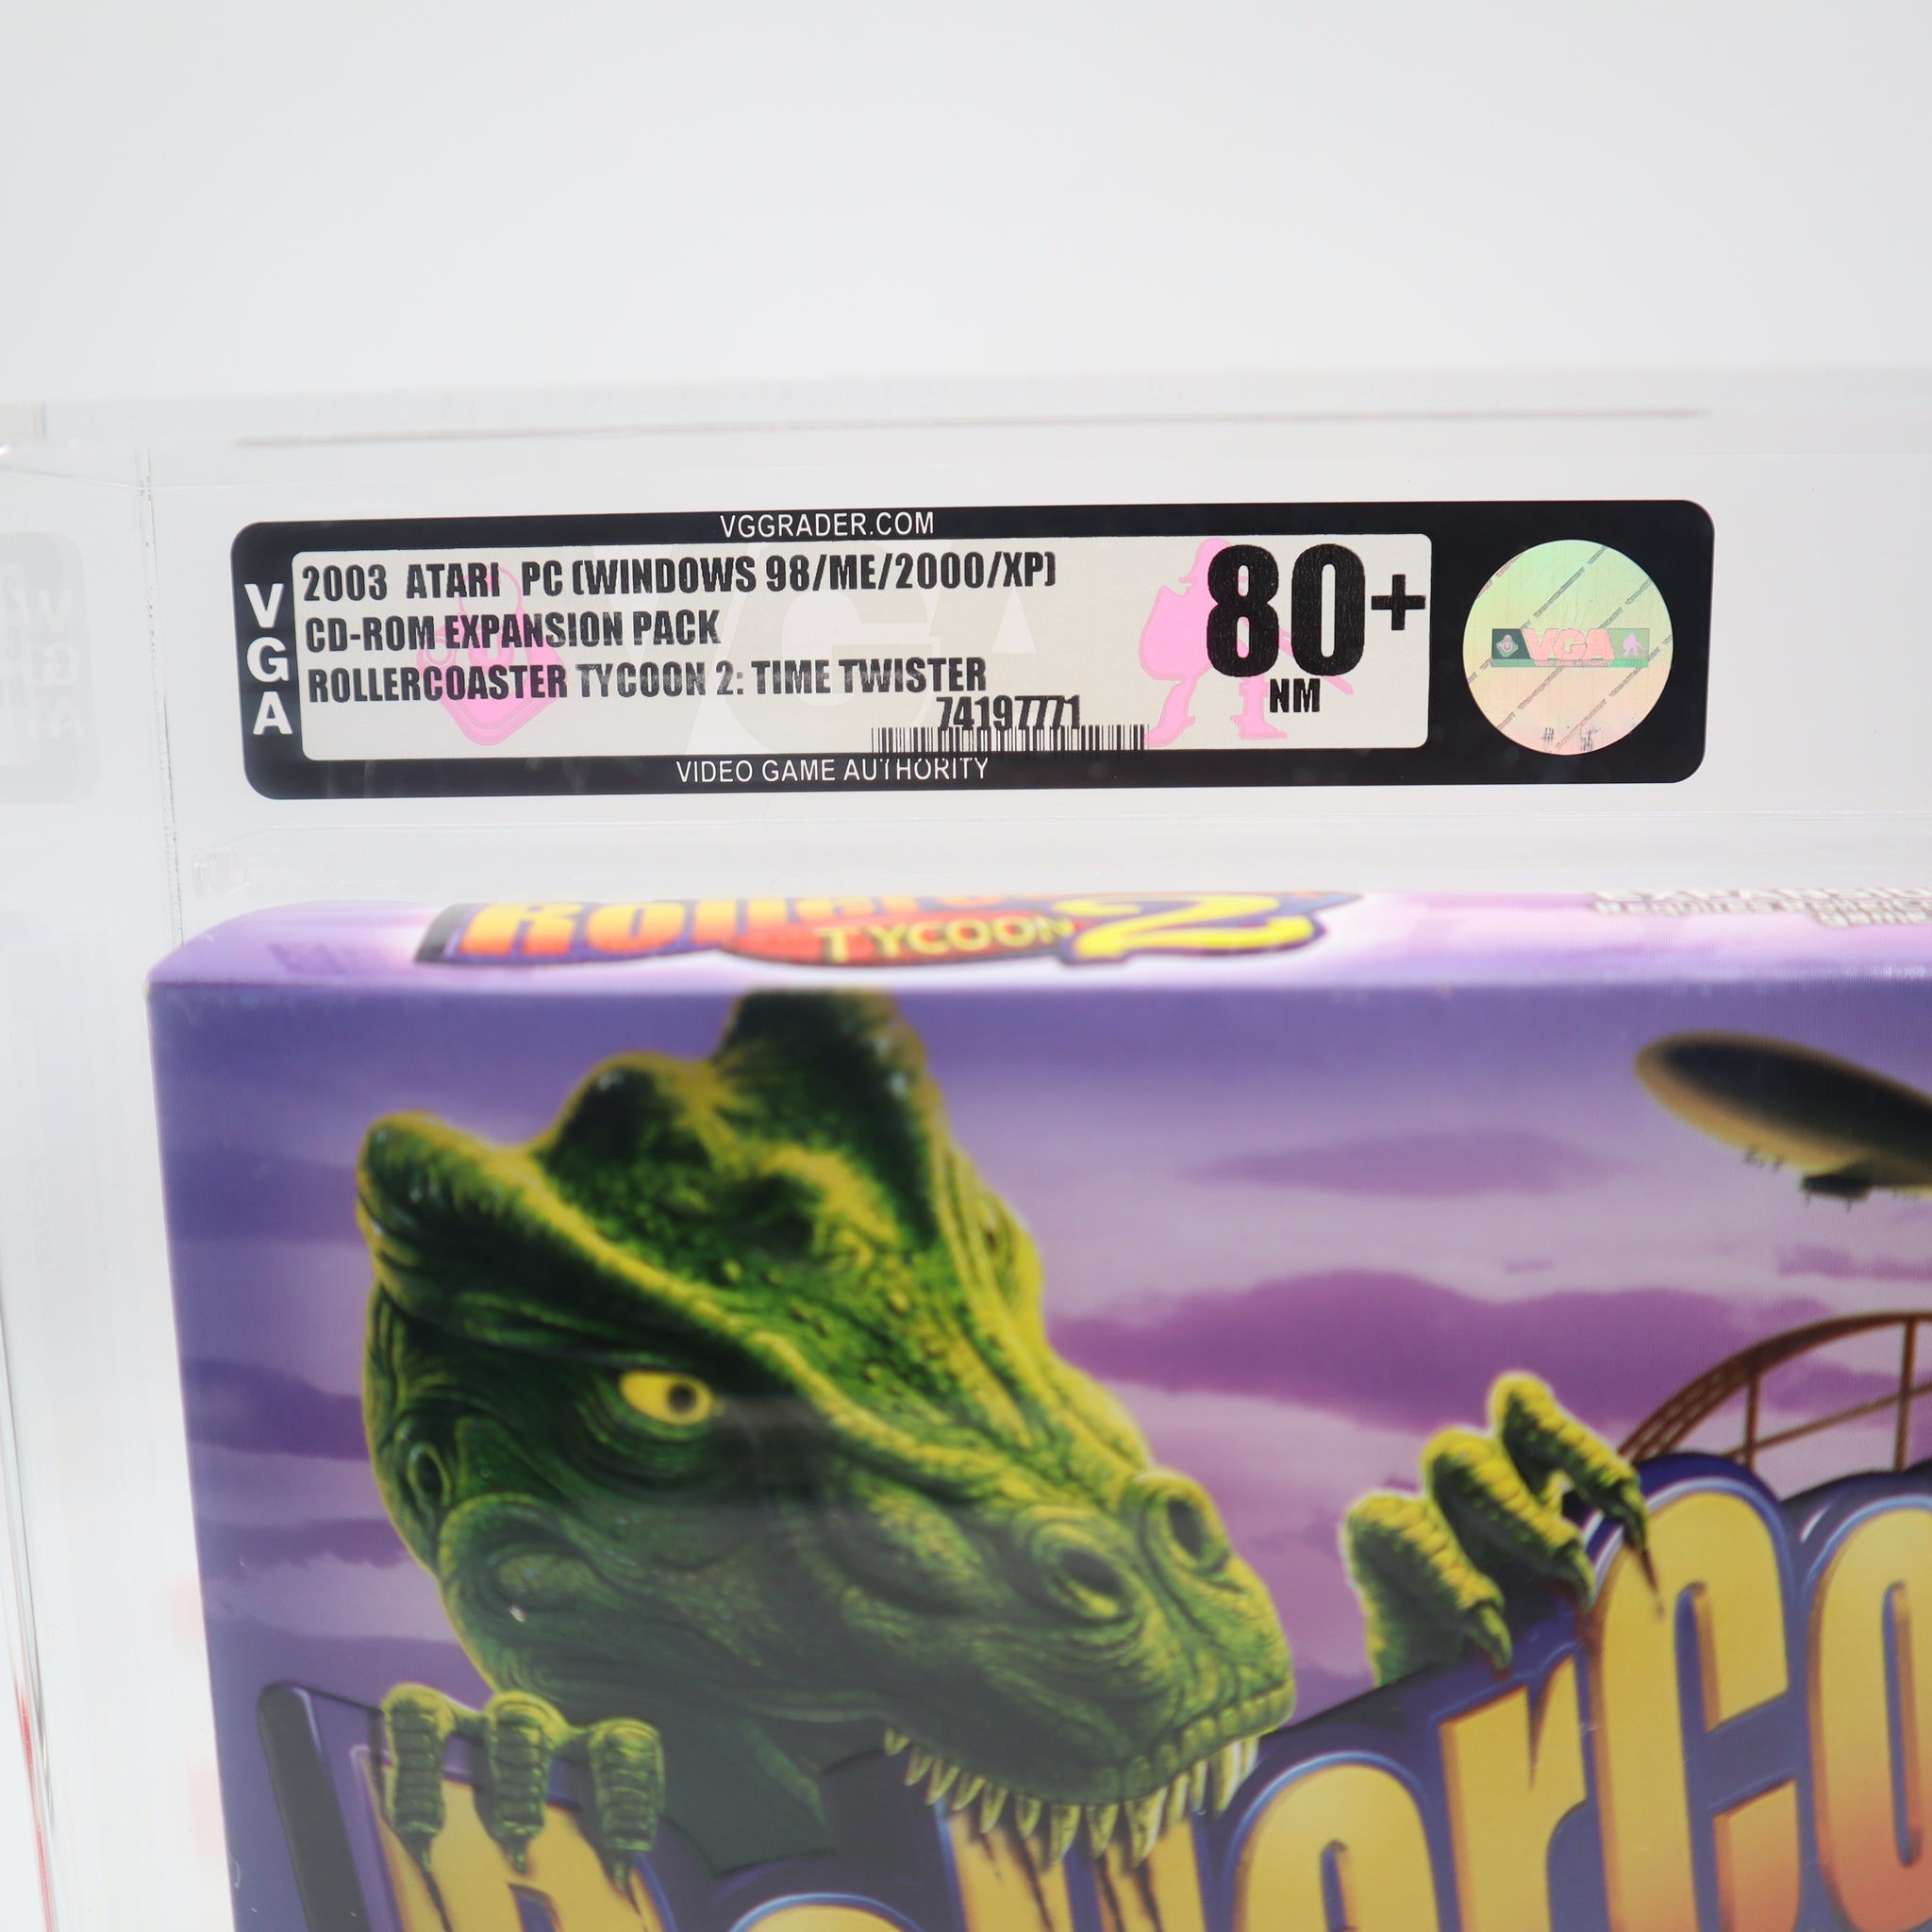 VGGRADER.COM
VGA
2003 ATARI PC (WINDOWS 98/ME/2000/XP)
CD-ROM EXPANSION PACK
ROLLERCOASTER TYCOON 2: TIME TWISTER
74197771
80+
NM
VGA
VIDEO GAME AUTHORITY
TYCOON 2